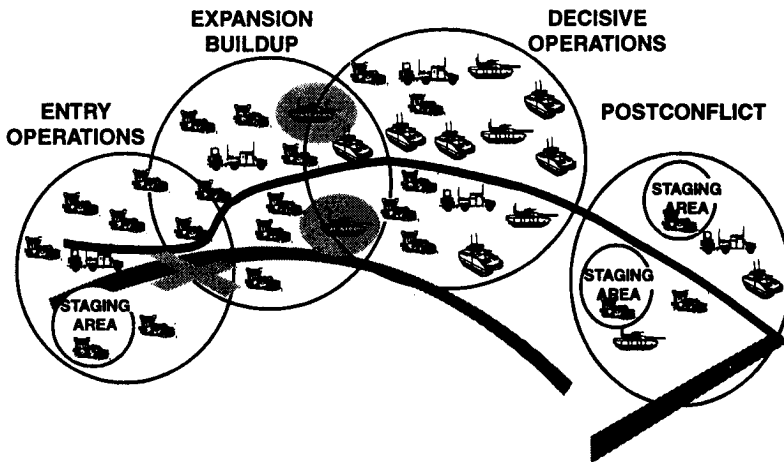 EXPANSION
BUILDUP
DECISIVE
OPERATIONS
ENTRY
OPERATIONS
POSTCONFLICT
STAGING
AREA
STAGING
AREA
STAGING
AREA